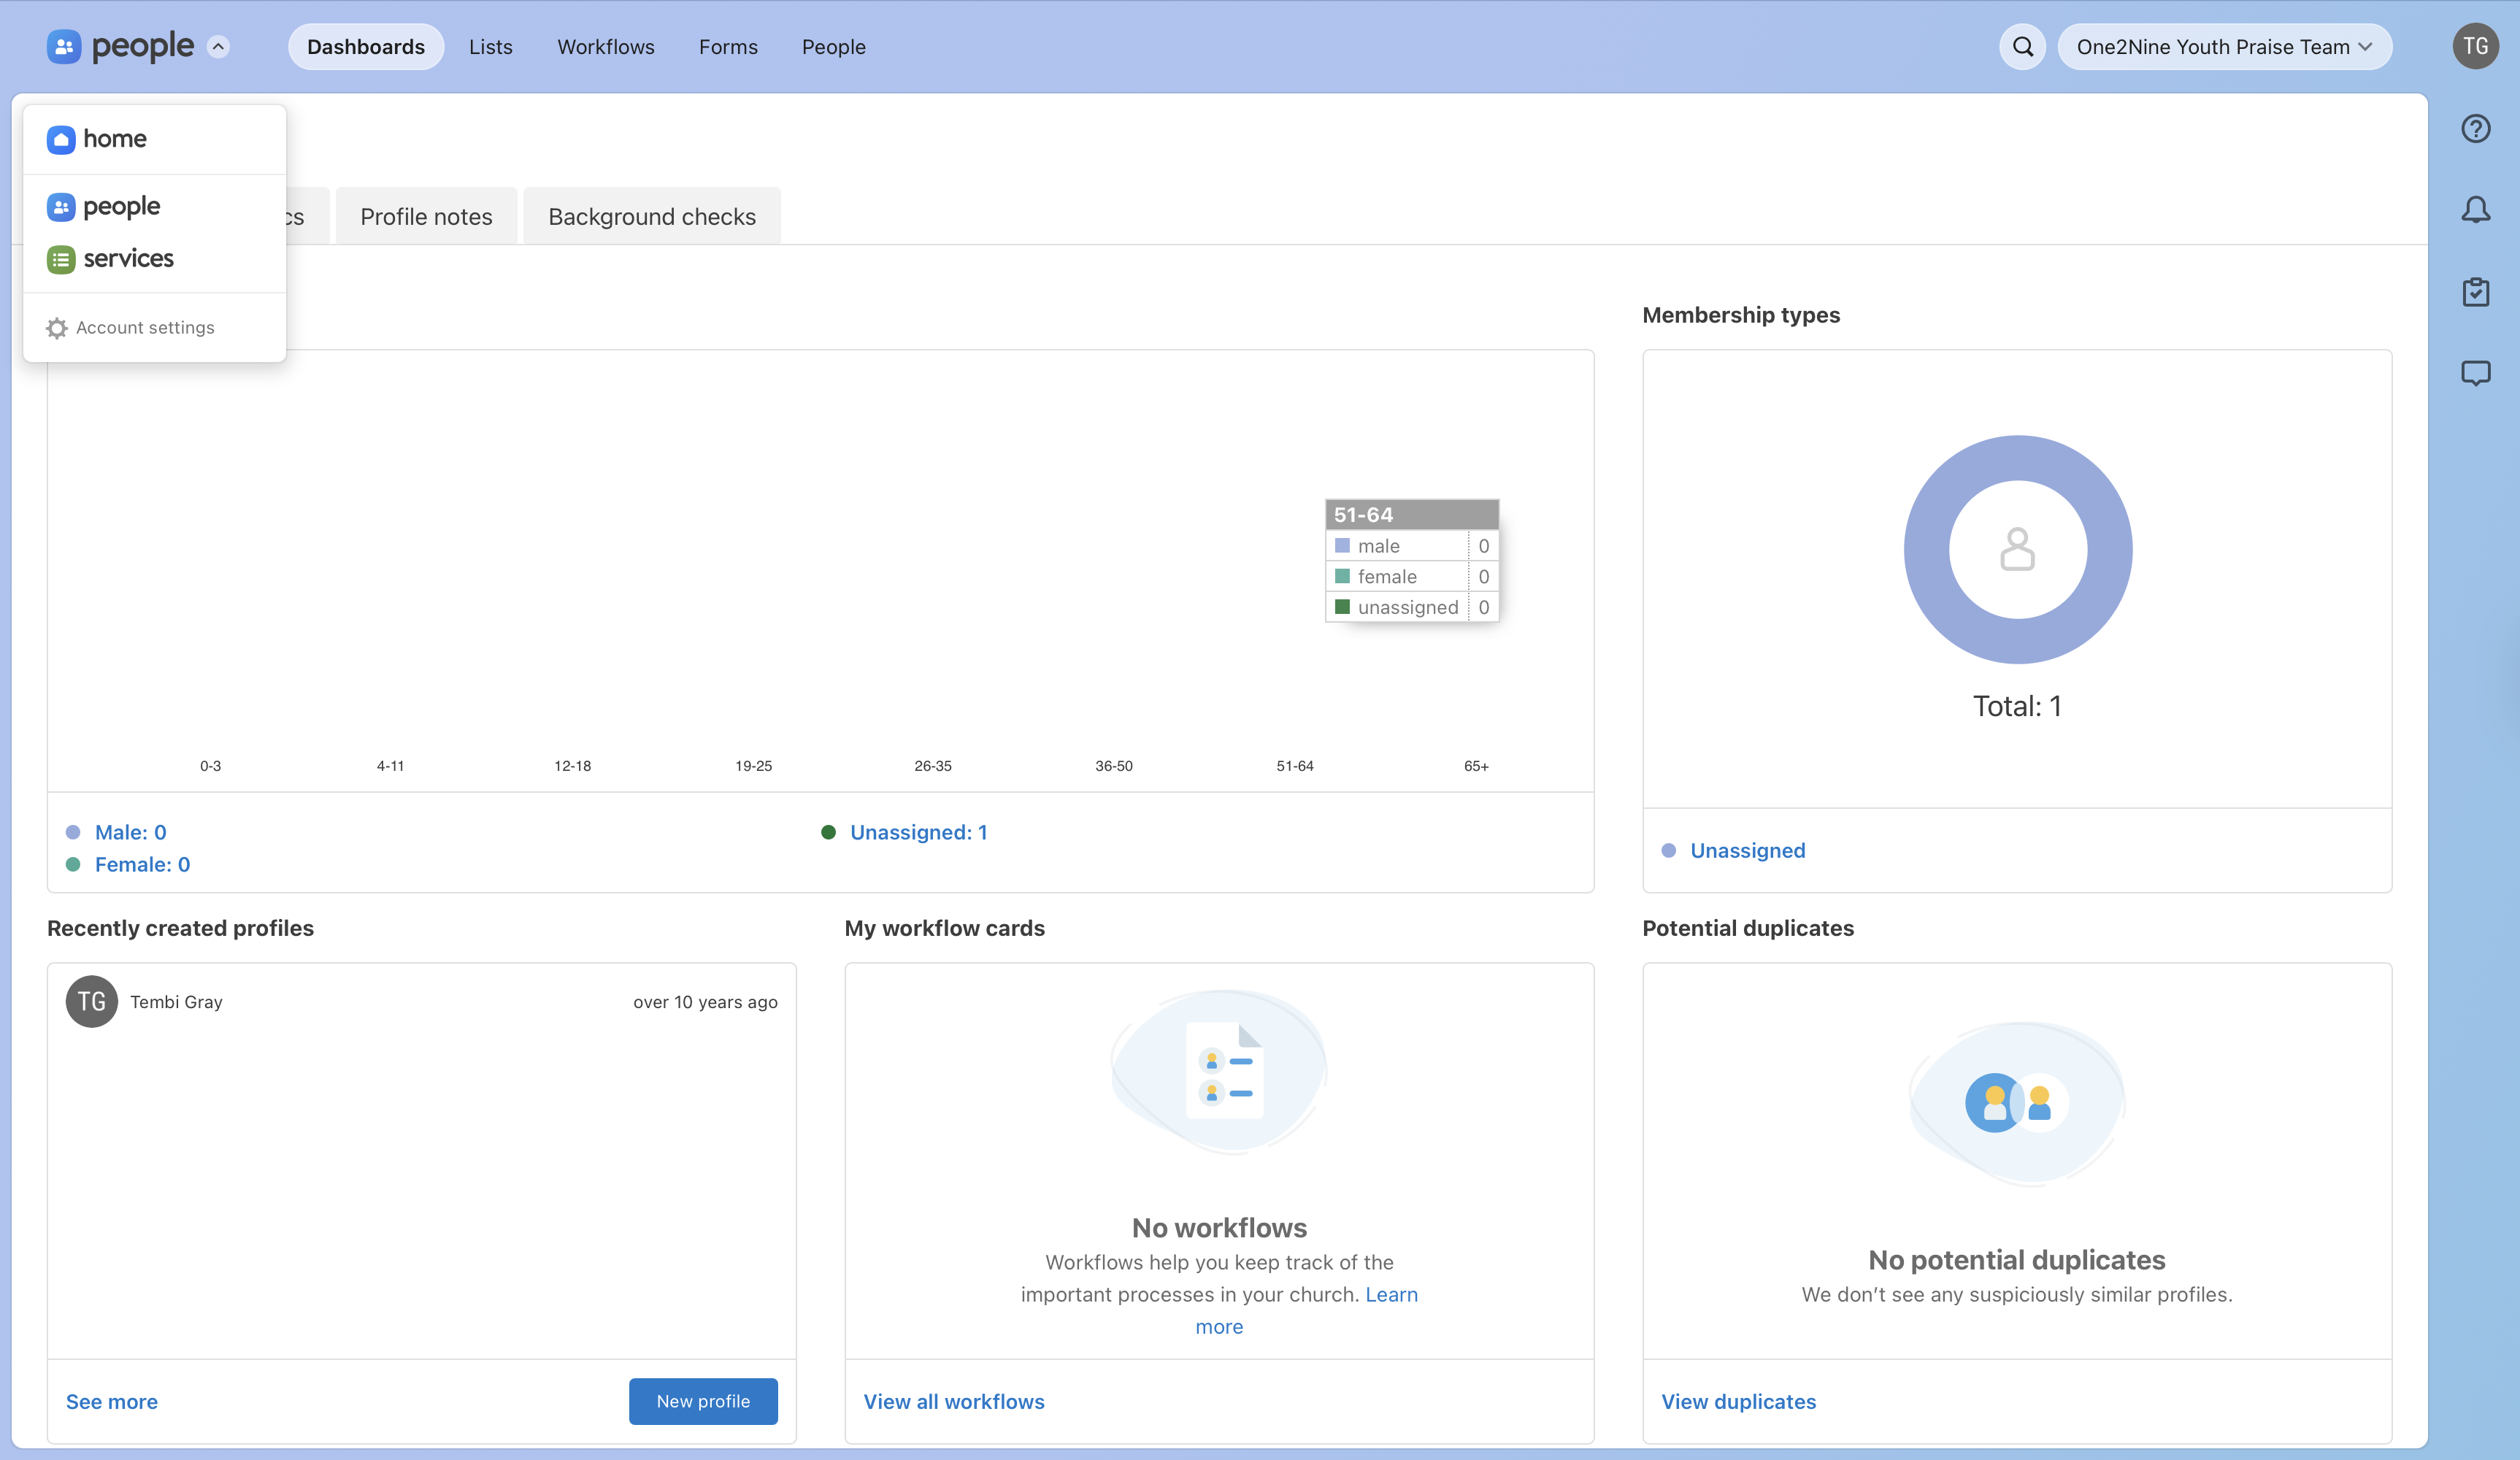 people
Dashboards
Lists
Workflows
Forms
People
One2Nine Youth Praise Team
TG
home
people
services
Account settings
cs
Profile notes
Background checks
Membership types
51-64
male 0
female 0
unassigned 0
Total: 1
0-3 4-11 12-18 19-25 26-35 36-50 51-64 65+
Male: 0
Female: 0
Unassigned: 1
Unassigned
Recently created profiles
TG Tembi Gray over 10 years ago
See more
New profile
My workflow cards
No workflows
Workflows help you keep track of the
important processes in your church. Learn
more
View all workflows
Potential duplicates
No potential duplicates
We don’t see any suspiciously similar profiles.
View duplicates